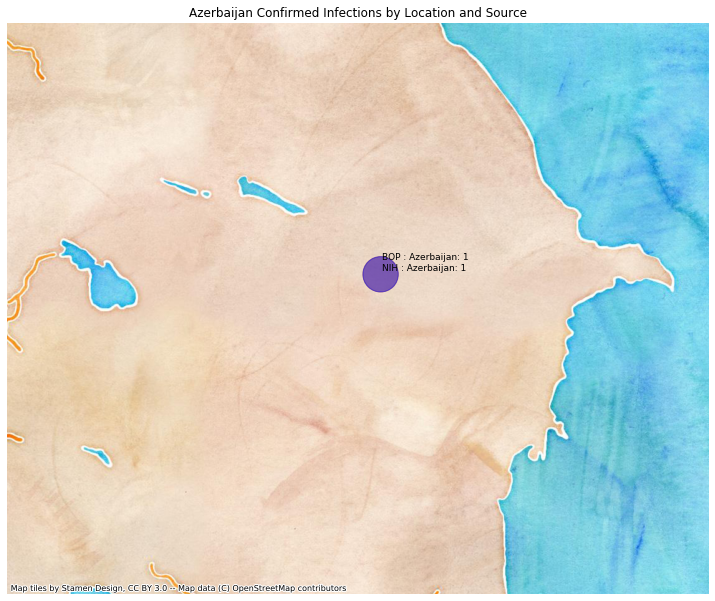 Azerbaijan Confirmed Infections by Location and Source
BOP : Azerbaijan: 1
NIH : Azerbaijan: 1
Map tiles by Stamen Design, CC BY 3.0 -- Map data (C) OpenStreetMap contributors